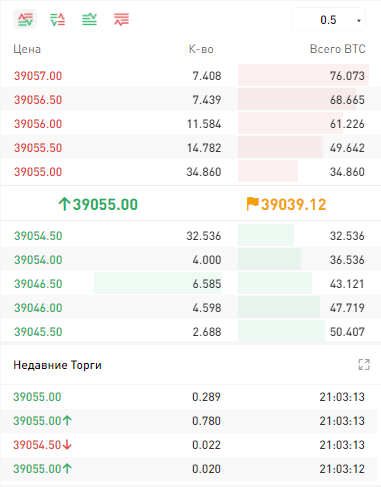 0.5
Цена К-во Всего BTC
39057.00 7.408 76.073
39056.50 7.439 68.665
39056.00 11.584 61.226
39055.50 14.782 49.642
39055.00 34.860 34.860
↑39055.00 39039.12
39054.50 32.536 32.536
39054.00 4.000 36.536
39046.50 6.585 43.121
39046.00 4.598 47.719
39045.50 2.688 50.407
Недавние Торги
39055.00 0.289 21:03:13
39055.00↑ 0.780 21:03:13
39054.50↓ 0.022 21:03:13
39055.00↑ 0.020 21:03:12